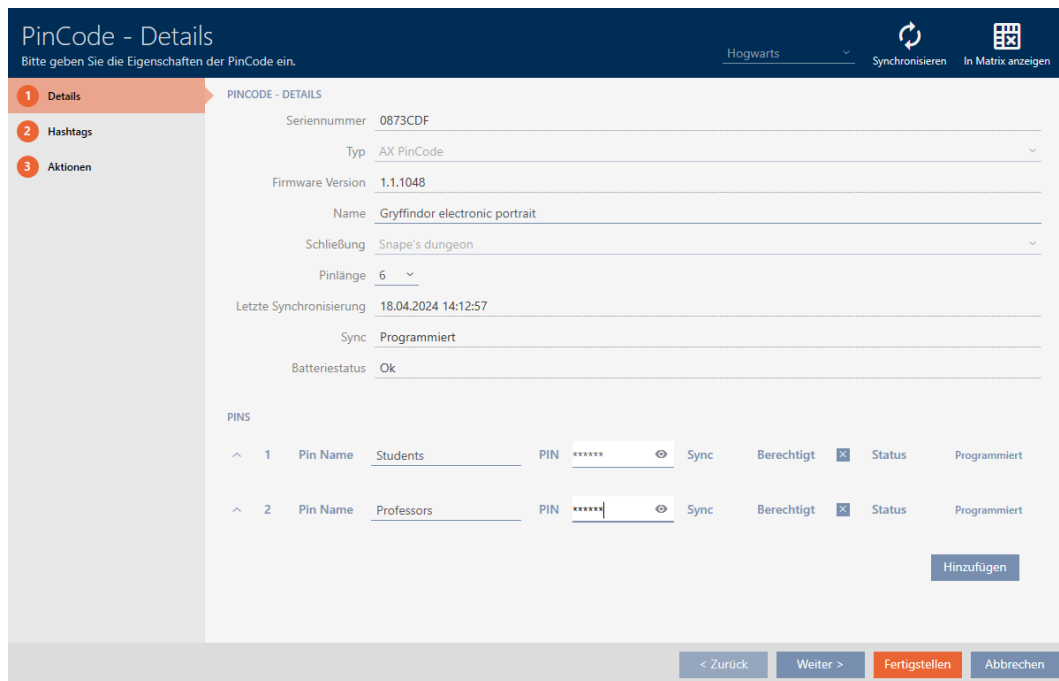 PinCode - Details
Bitte geben Sie die Eigenschaften der PinCode ein.
Hogwarts
Synchronisieren
In Matrix anzeigen
1 Details
2 Hashtags
3 Aktionen
PINCODE - DETAILS
Seriennummer 0873CDF
Typ AX PinCode
Firmware Version 1.1.1048
Name Gryffindor electronic portrait
Schließung Snape's dungeon
Pinlänge 6
Letzte Synchronisierung 18.04.2024 14:12:57
Sync Programmiert
Batteriestatus Ok
PINS
1 Pin Name Students PIN ****** Sync Berechtigt Status Programmiert
2 Pin Name Professors PIN ****** Sync Berechtigt Status Programmiert
Hinzufügen
< Zurück Weiter > Fertigstellen Abbrechen